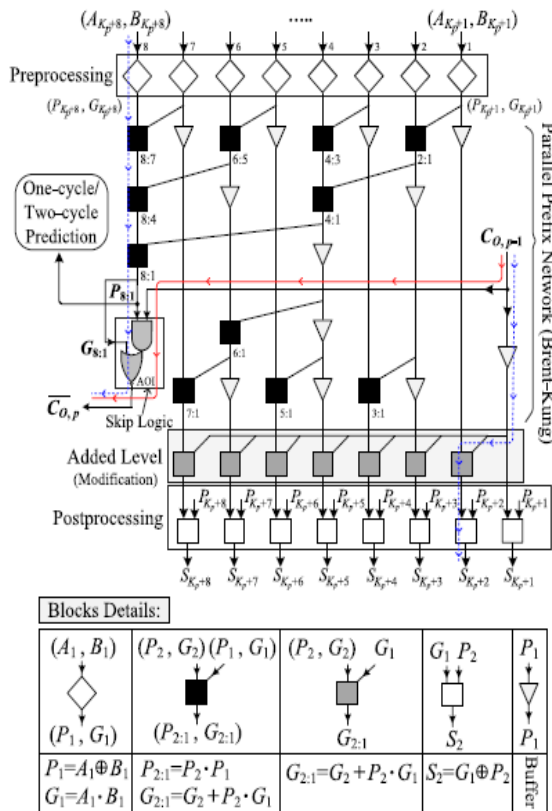 (A_{Kp+8}, B_{Kp+8}) ..... (A_{Kp+1}, B_{Kp+1})
8 7 6 5 4 3 2 1
Preprocessing
(P_{Kp+8}, G_{Kp+8}) (P_{Kp+1}, G_{Kp+1})
8:7 6:5 4:3 2:1
One-cycle/
Two-cycle
Prediction
8:4 4:1
8:1
C_{O,p-1}
Parallel Prefix Network (Brent-Kung)
P_{8:1}
G_{8:1}
6:1
AOI
\overline{C_{O,p}}
Skip Logic
7:1 5:1 3:1
Added Level
(Modification)
P_{Kp+8} P_{Kp+7} P_{Kp+6} P_{Kp+5} P_{Kp+4} P_{Kp+3} P_{Kp+2} P_{Kp+1}
Postprocessing
S_{Kp+8} S_{Kp+7} S_{Kp+6} S_{Kp+5} S_{Kp+4} S_{Kp+3} S_{Kp+2} S_{Kp+1}
Blocks Details:
(A_1, B_1) (P_2, G_2) (P_1, G_1) (P_2, G_2) G_1 G_1 P_2 P_1
(P_1, G_1) (P_{2:1}, G_{2:1}) G_{2:1} S_2 P_1
P_1=A_1⊕B_1 P_{2:1}=P_2·P_1 G_{2:1}=G_2+P_2·G_1 S_2=G_1⊕P_2 Buffer
G_1=A_1·B_1 G_{2:1}=G_2+P_2·G_1